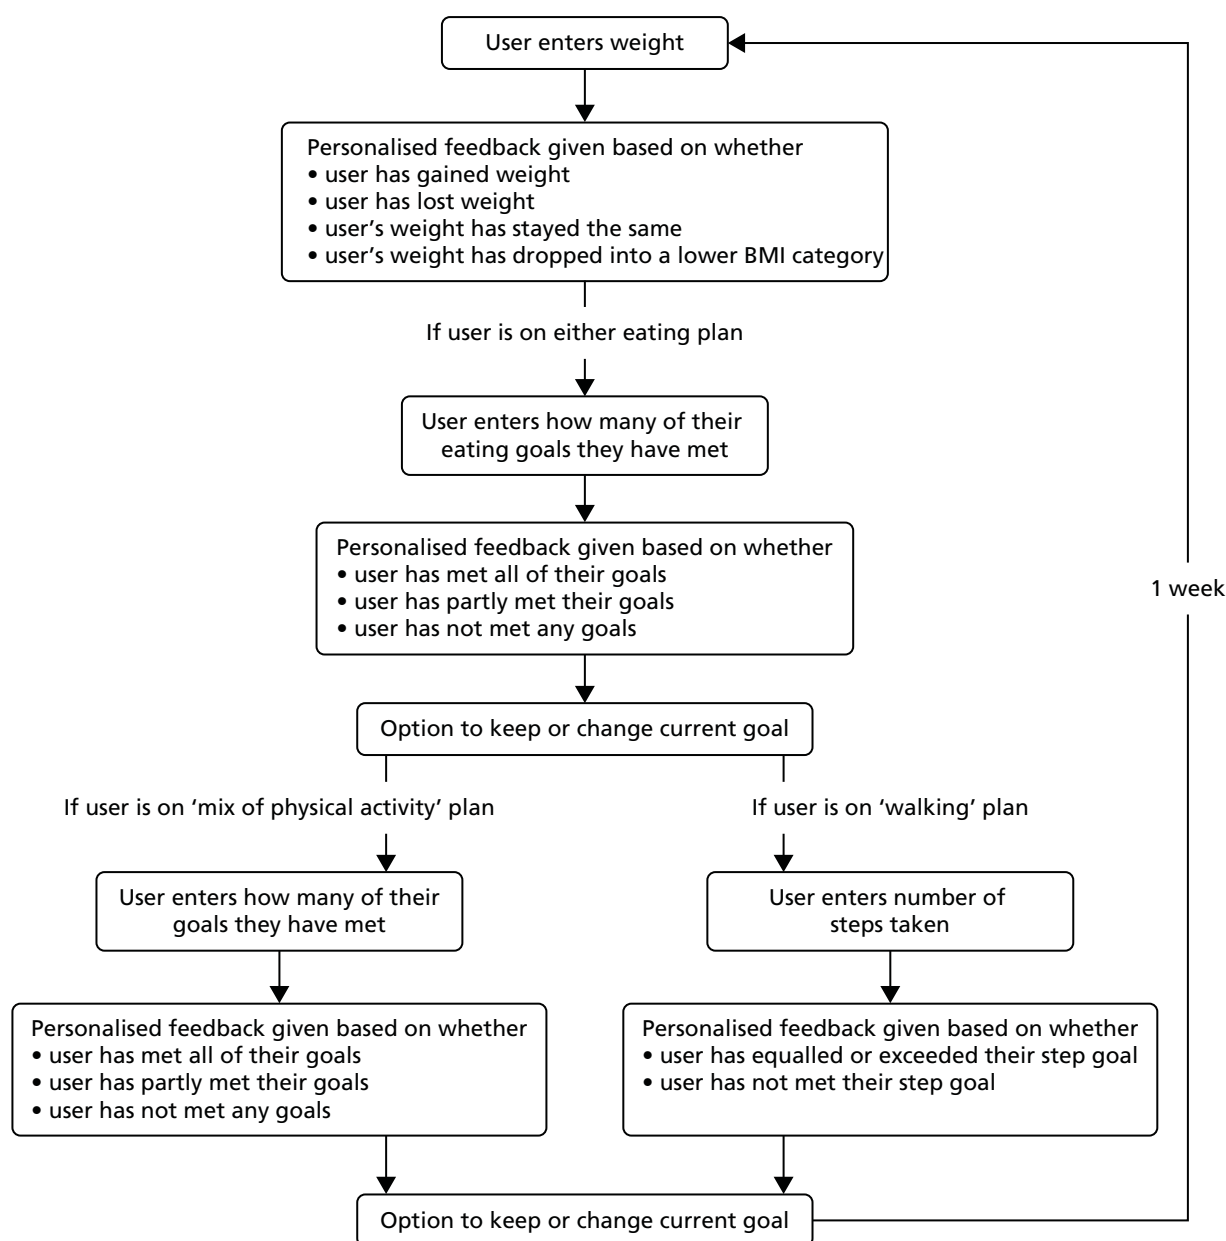 User enters weight
Personalised feedback given based on whether
• user has gained weight
• user has lost weight
• user's weight has stayed the same
• user's weight has dropped into a lower BMI category
If user is on either eating plan
User enters how many of their
eating goals they have met
Personalised feedback given based on whether
• user has met all of their goals
• user has partly met their goals
• user has not met any goals
1 week
Option to keep or change current goal
If user is on ‘mix of physical activity’ plan
If user is on ‘walking’ plan
User enters how many of their
goals they have met
User enters number of
steps taken
Personalised feedback given based on whether
• user has met all of their goals
• user has partly met their goals
• user has not met any goals
Personalised feedback given based on whether
• user has equalled or exceeded their step goal
• user has not met their step goal
Option to keep or change current goal